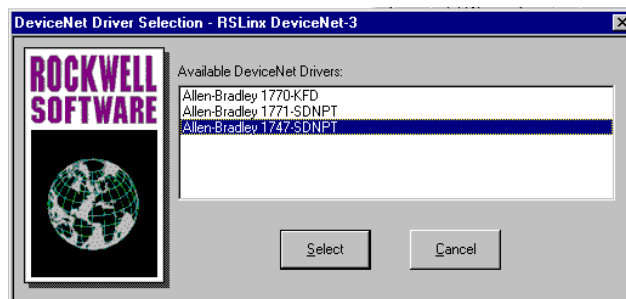 DeviceNet Driver Selection - RSLinx DeviceNet-3
ROCKWELL
SOFTWARE
Available DeviceNet Drivers:
Allen-Bradley 1770-KFD
Allen-Bradley 1771-SDNPT
Allen-Bradley 1747-SDNPT
Select
Cancel